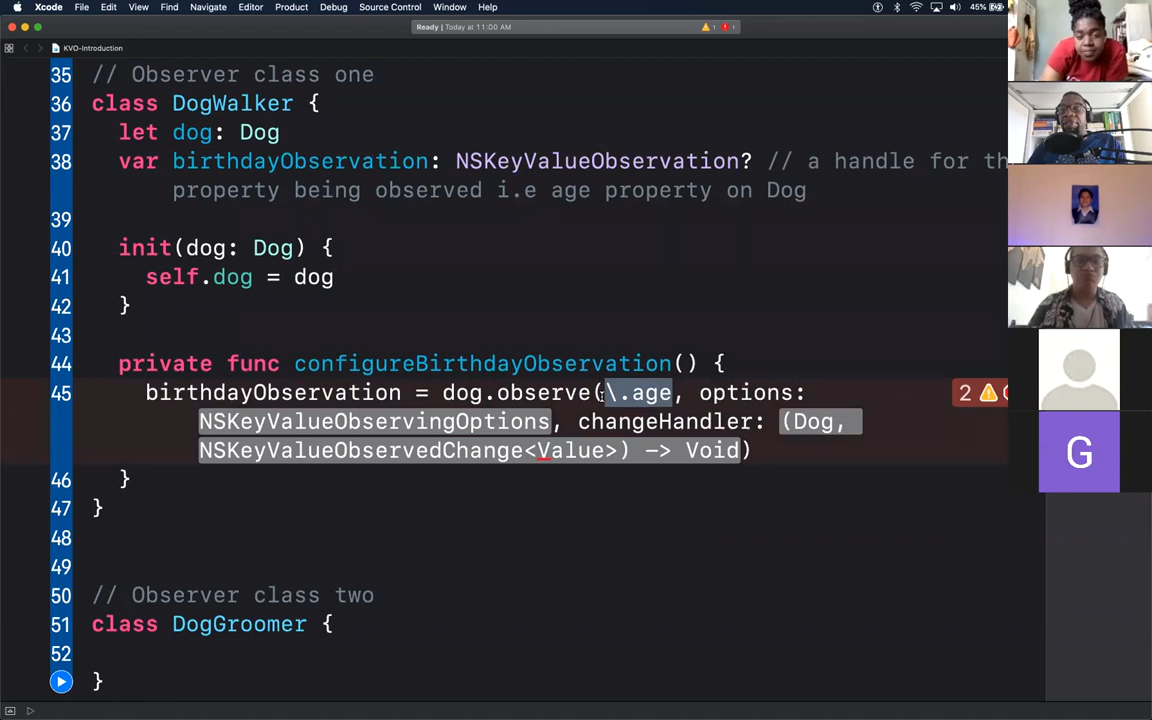 Xcode File Edit View Find Navigate Editor Product Debug Source Control Window Help 45%
Ready | Today at 11:00 AM 1 1
KVO-Introduction
35 // Observer class one
36 class DogWalker {
37 let dog: Dog
38 var birthdayObservation: NSKeyValueObservation? // a handle for th
property being observed i.e age property on Dog
39
40 init(dog: Dog) {
41 self.dog = dog
42 }
43
44 private func configureBirthdayObservation() {
45 birthdayObservation = dog.observe(\.age, options: 2
NSKeyValueObservingOptions, changeHandler: (Dog,
NSKeyValueObservedChange<Value>) -> Void)
46 }
47 }
48
49
50 // Observer class two
51 class DogGroomer {
52
}
G